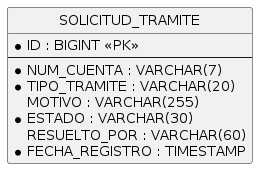 SOLICITUD_TRAMITE
ID : BIGINT «PK»
NUM_CUENTA : VARCHAR(7)
TIPO_TRAMITE : VARCHAR(20)
MOTIVO : VARCHAR(255)
ESTADO : VARCHAR(30)
RESUELTO_POR : VARCHAR(60)
FECHA_REGISTRO : TIMESTAMP